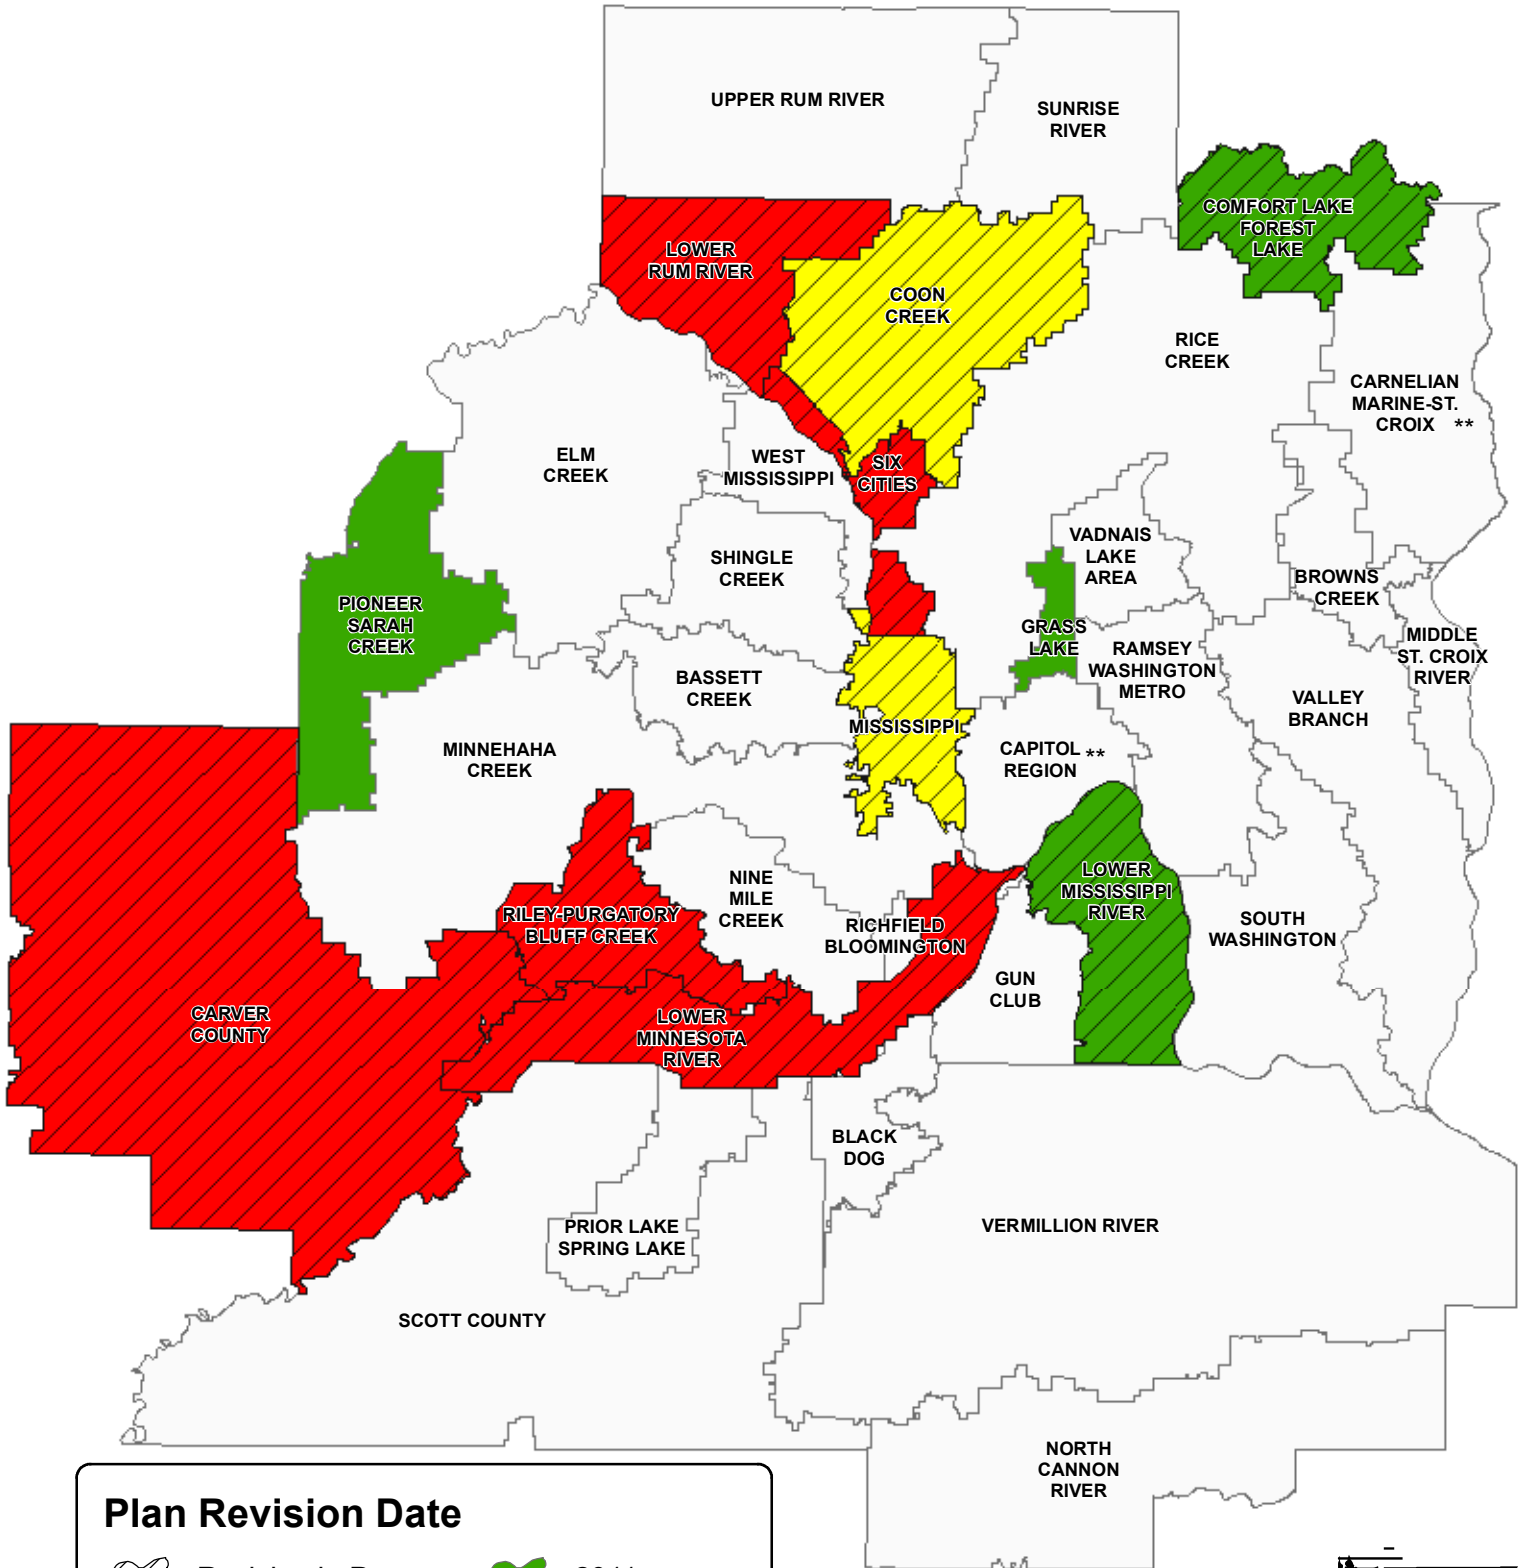 UPPER RUM RIVER
SUNRISE
RIVER
COMFORT LAKE
FOREST
LAKE
LOWER
RUM RIVER
COON
CREEK
RICE
CREEK
CARNELIAN
MARINE-ST.
CROIX **
ELM
CREEK
WEST
MISSISSIPPI
SIX
CITIES
VADNAIS
LAKE
AREA
SHINGLE
CREEK
BROWNS
CREEK
PIONEER
SARAH
CREEK
GRASS
LAKE
RAMSEY
WASHINGTON
METRO
MIDDLE
ST. CROIX
RIVER
BASSETT
CREEK
VALLEY
BRANCH
MISSISSIPPI
MINNEHAHA
CREEK
CAPITOL **
REGION
NINE
MILE
CREEK
LOWER
MISSISSIPPI
RIVER
RILEY-PURGATORY
BLUFF CREEK
RICHFIELD
BLOOMINGTON
SOUTH
WASHINGTON
GUN
CLUB
CARVER
COUNTY
LOWER
MINNESOTA
RIVER
BLACK
DOG
PRIOR LAKE
SPRING LAKE
VERMILLION RIVER
SCOTT COUNTY
NORTH
CANNON
RIVER
Plan Revision Date